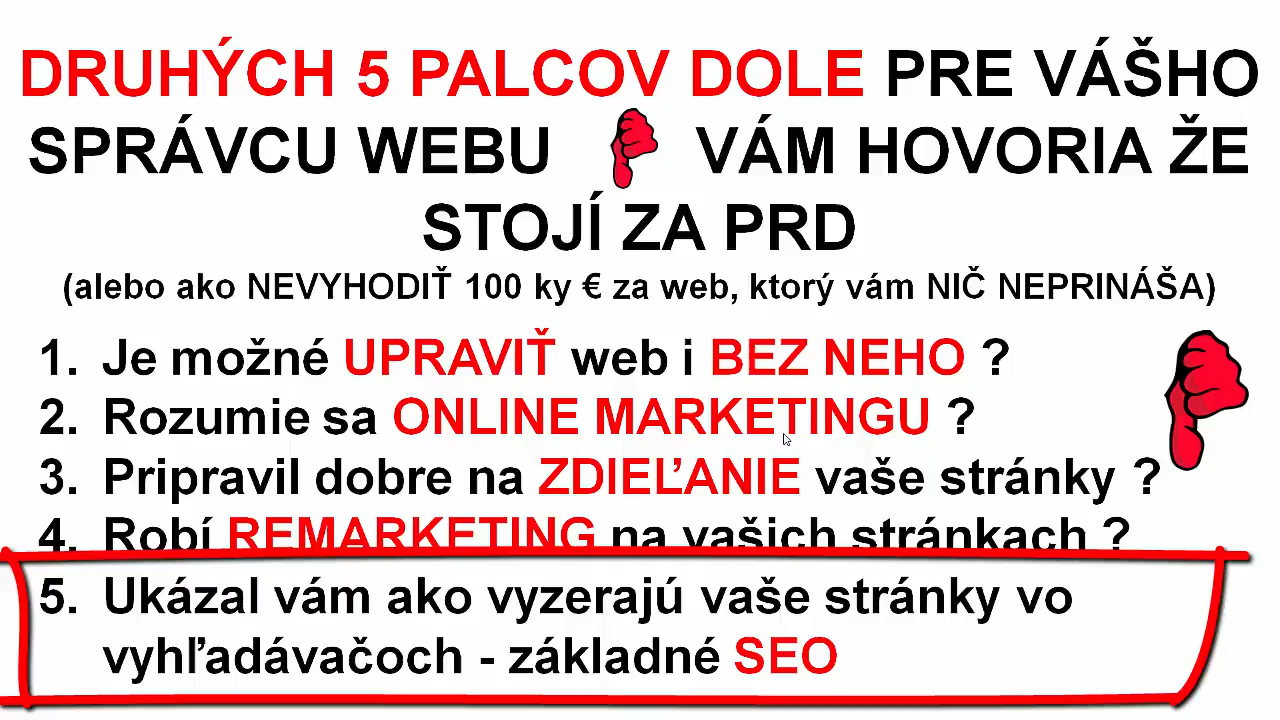 DRUHÝCH 5 PALCOV DOLE PRE VÁŠHO
SPRÁVCU WEBU VÁM HOVORIA ŽE
STOJÍ ZA PRD
(alebo ako NEVYHODIŤ 100 ky € za web, ktorý vám NIČ NEPRINÁŠA)
1. Je možné UPRAVIŤ web i BEZ NEHO ?
2. Rozumie sa ONLINE MARKETINGU ?
3. Pripravil dobre na ZDIEĽANIE vaše stránky ?
4. Robí REMARKETING na vašich stránkach ?
5. Ukázal vám ako vyzerajú vaše stránky vo
vyhľadávačoch - základné SEO